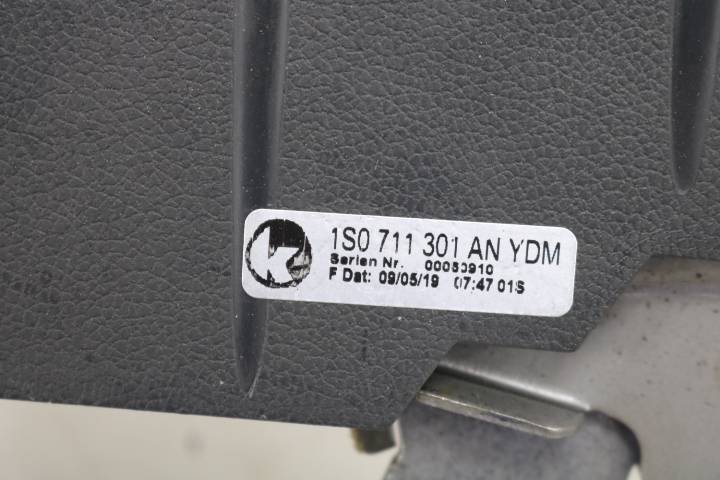 1S0 711 301 AN YDM
Serien Nr. 00050910
F Dat: 09/05/19 07:47 01S